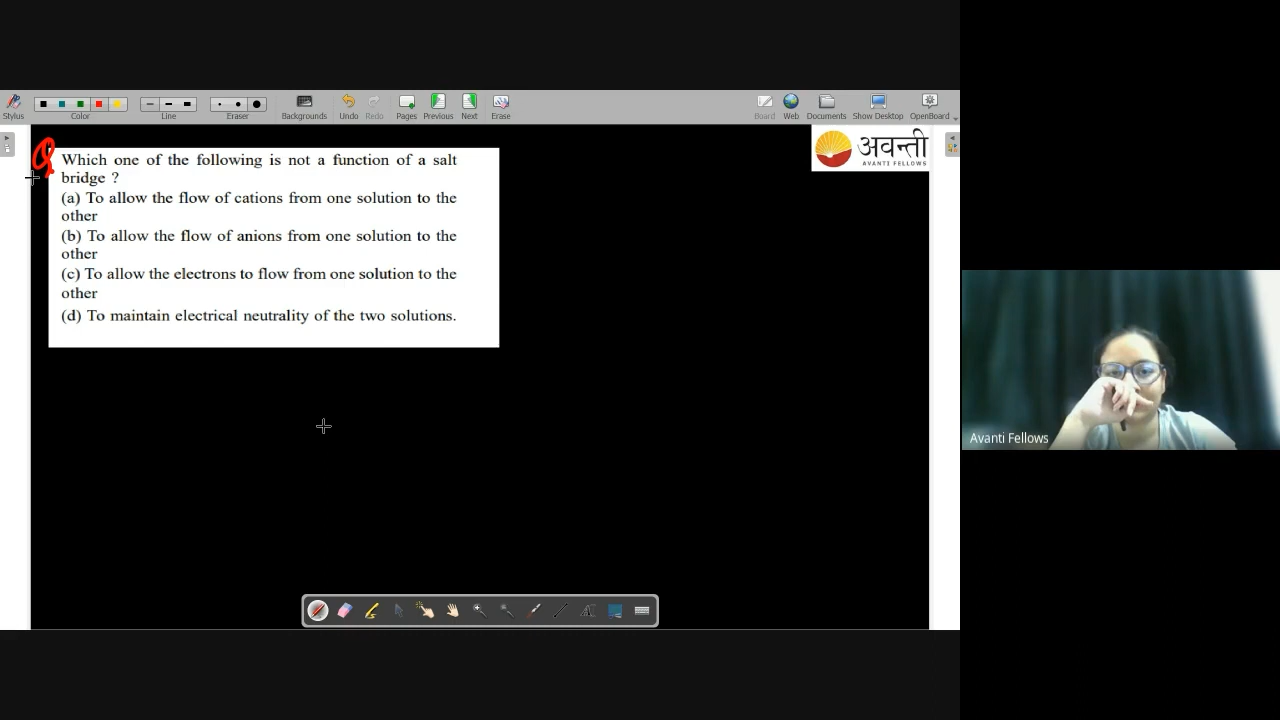 Stylus
Color
Line
Eraser
Backgrounds
Undo
Redo
Pages
Previous
Next
Erase
Board
Web
Documents
Show Desktop
OpenBoard
अवन्ती
AVANTI FELLOWS
Q
Which one of the following is not a function of a salt
bridge ?
(a) To allow the flow of cations from one solution to the
other
(b) To allow the flow of anions from one solution to the
other
(c) To allow the electrons to flow from one solution to the
other
(d) To maintain electrical neutrality of the two solutions.
Avanti Fellows